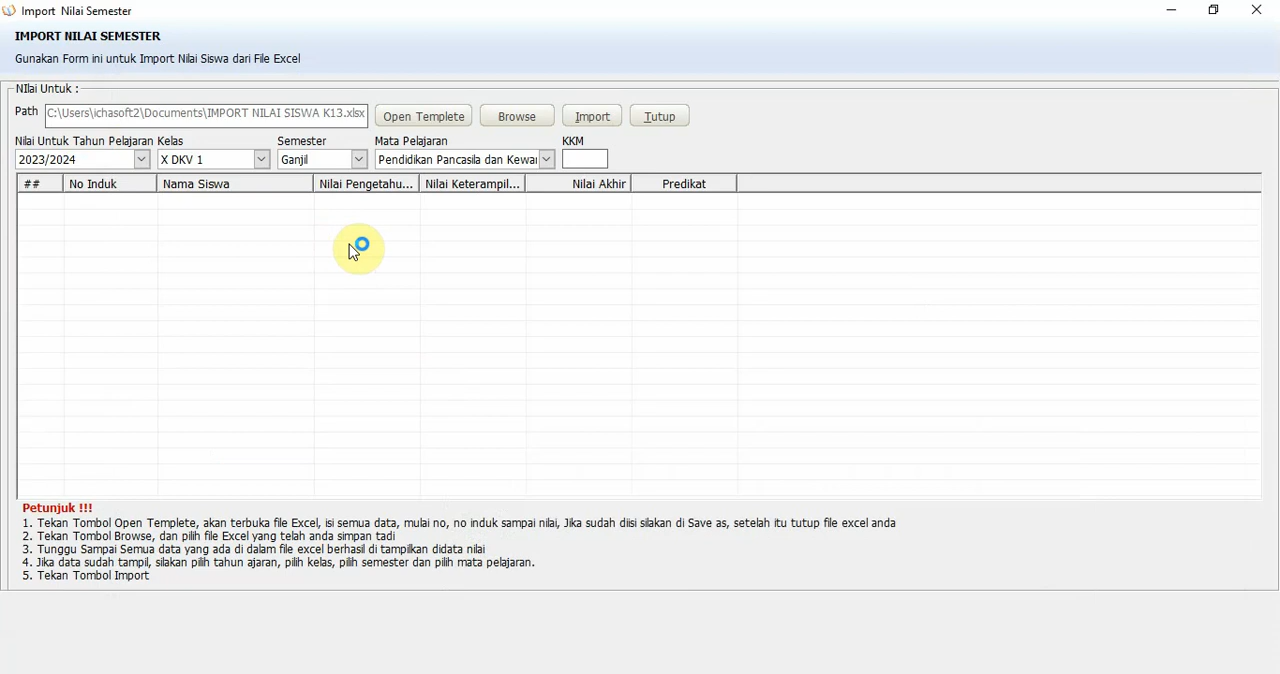 Import Nilai Semester
IMPORT NILAI SEMESTER
Gunakan Form ini untuk Import Nilai Siswa dari File Excel
NIlai Untuk :
Path C:\Users\ichasoft2\Documents\IMPORT NILAI SISWA K13.xlsx Open Templete Browse Import Tutup
Nilai Untuk Tahun Pelajaran Kelas Semester Mata Pelajaran KKM
2023/2024 X DKV 1 Ganjil Pendidikan Pancasila dan Kewar
## No Induk Nama Siswa Nilai Pengetahu... Nilai Keterampil... Nilai Akhir Predikat
Petunjuk !!!
1. Tekan Tombol Open Templete, akan terbuka file Excel, isi semua data, mulai no, no induk sampai nilai, Jika sudah diisi silakan di Save as, setelah itu tutup file excel anda
2. Tekan Tombol Browse, dan pilih file Excel yang telah anda simpan tadi
3. Tunggu Sampai Semua data yang ada di dalam file excel berhasil di tampilkan didata nilai
4. Jika data sudah tampil, silakan pilih tahun ajaran, pilih kelas, pilih semester dan pilih mata pelajaran.
5. Tekan Tombol Import